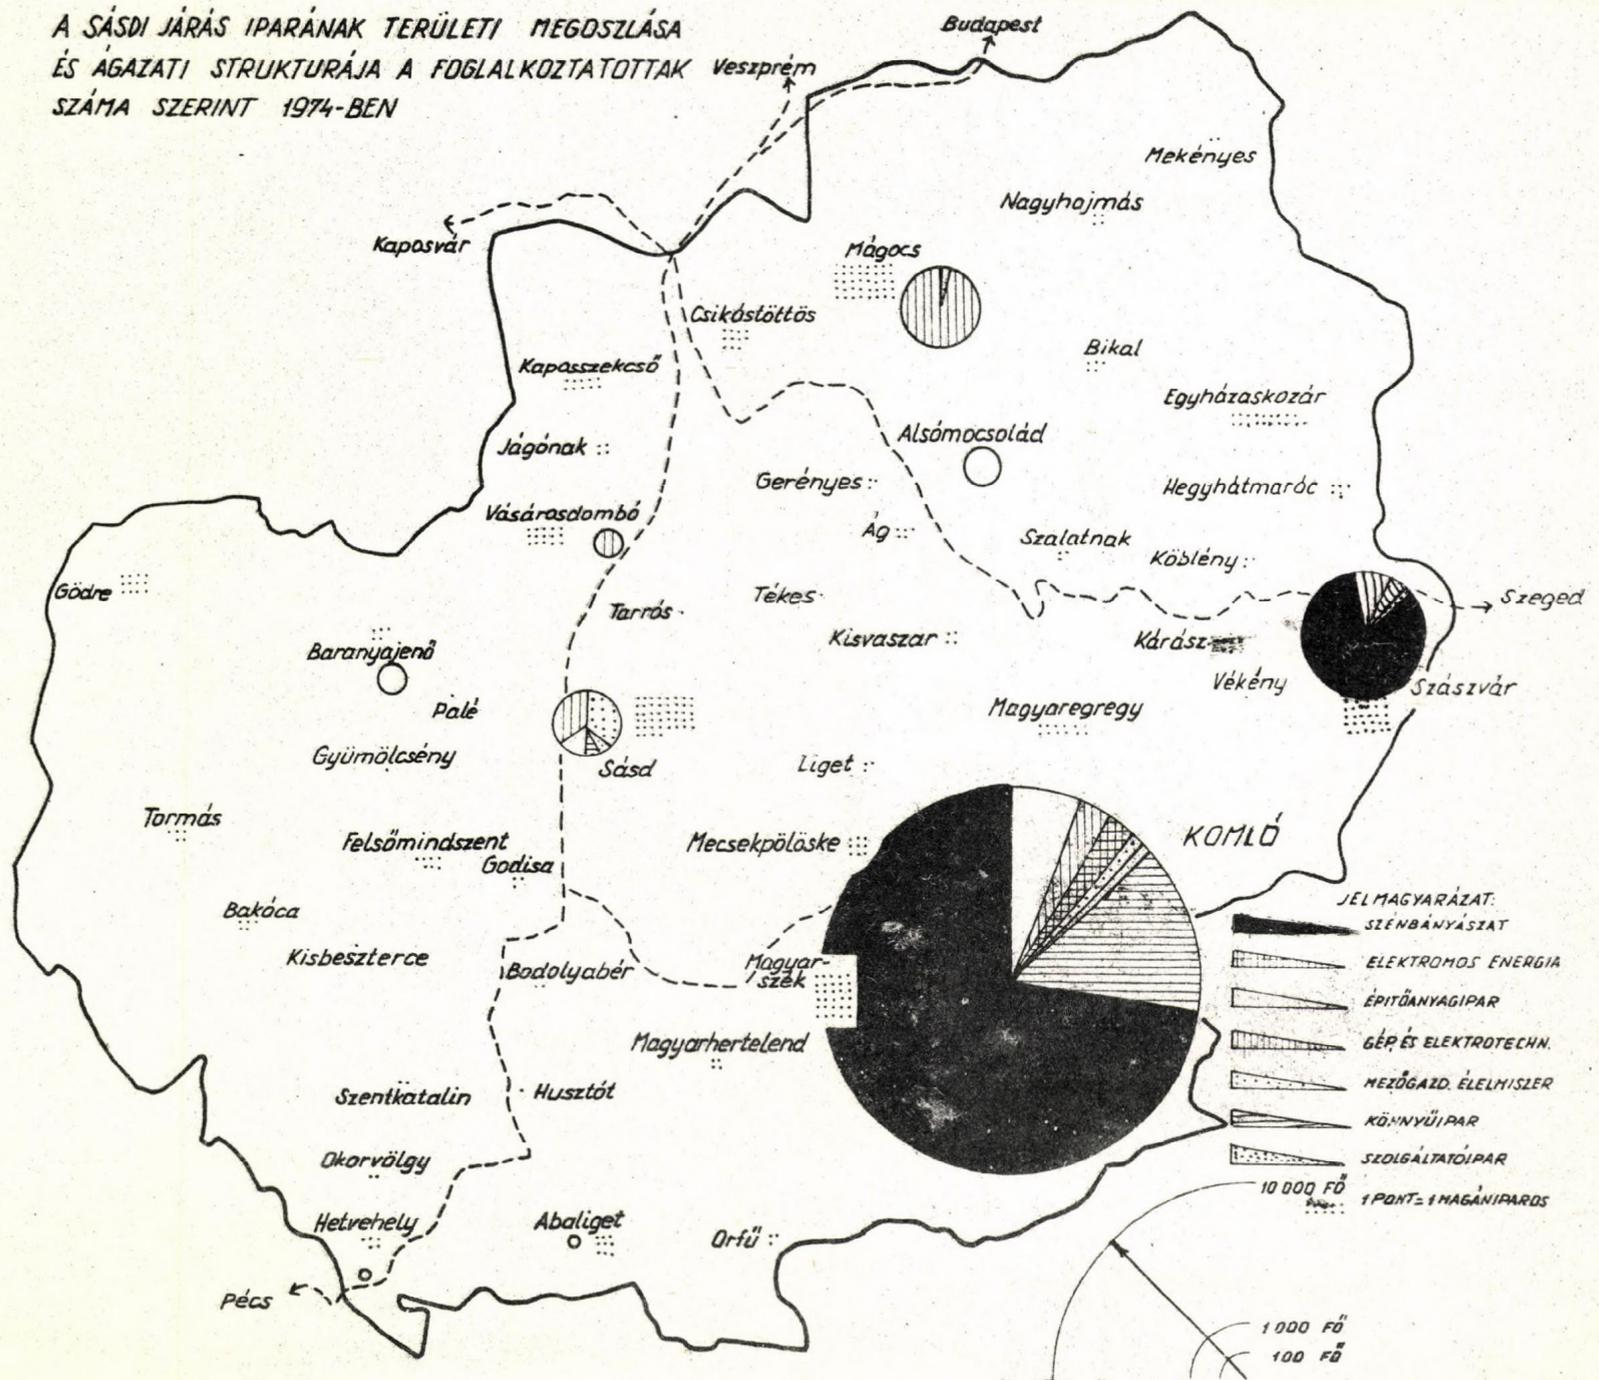 A SÁSDI JÁRÁS IPARÁNAK TERÜLETI MEGOSZLÁSA
ÉS ÁGAZATI STRUKTURÁJA A FOGLALKOZTATOTTAK
SZÁMA SZERINT 1974-BEN
Budapest
Veszprém
Mekényes
Nagyhajmás
Kaposvár
Mágocs
Csikóstöttös
Bikal
Kaposszekcső
Egyházaskozár
Alsómocsolád
Jágónak
Gerényes
Hegyhátmaróc
Vásárosdombó
Ág
Szalatnak
Köblény
Gödre
Tarrós
Tékes
Szeged
Kisvaszar
Kárász
Baranyajenő
Vékény
Szászvár
Palé
Magyaregregy
Gyümölcsény
Sásd
Liget
Tormás
Felsőmindszent
Mecsekpölöske
KOMLÓ
Godisa
Bakóca
Kisbeszterce
Bodolyabér
Magyar-
szék
Magyarhertelend
Szentkatalin
Husztót
Okorvölgy
Hetvehely
Abaliget
Orfű
Pécs
JELMAGYARÁZAT:
SZÉNBÁNYÁSZAT
ELEKTROMOS ENERGIA
ÉPITŐANYAGIPAR
GÉP. ÉS ELEKTROTECHN.
MEZŐGAZD. ÉLELMISZER
KÖNNYŰIPAR
SZOLGÁLTATÓIPAR
1 PONT = 1 MAGÁNIPAROS
10 000 FŐ
1 000 FŐ
100 FŐ